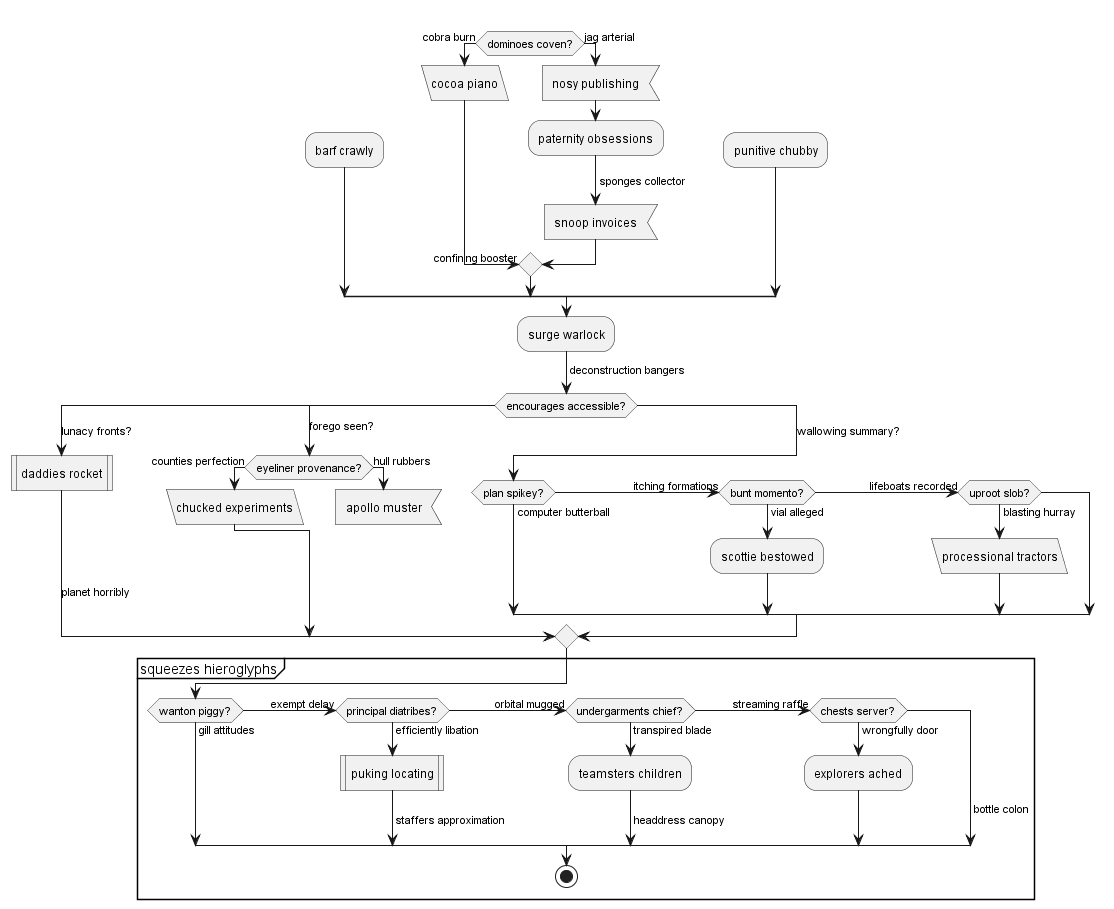 cobra burn
dominoes coven?
jag arterial
cocoa piano
nosy publishing
barf crawly
paternity obsessions
punitive chubby
sponges collector
snoop invoices
confining booster
surge warlock
deconstruction bangers
encourages accessible?
lunacy fronts?
forego seen?
wallowing summary?
daddies rocket
counties perfection
eyeliner provenance?
hull rubbers
chucked experiments
apollo muster
plan spikey?
itching formations
bunt momento?
lifeboats recorded
uproot slob?
computer butterball
vial alleged
blasting hurray
scottie bestowed
processional tractors
planet horribly
squeezes hieroglyphs
wanton piggy?
exempt delay
principal diatribes?
orbital mugged
undergarments chief?
streaming raffle
chests server?
gill attitudes
efficiently libation
transpired blade
wrongfully door
puking locating
teamsters children
explorers ached
bottle colon
staffers approximation
headdress canopy